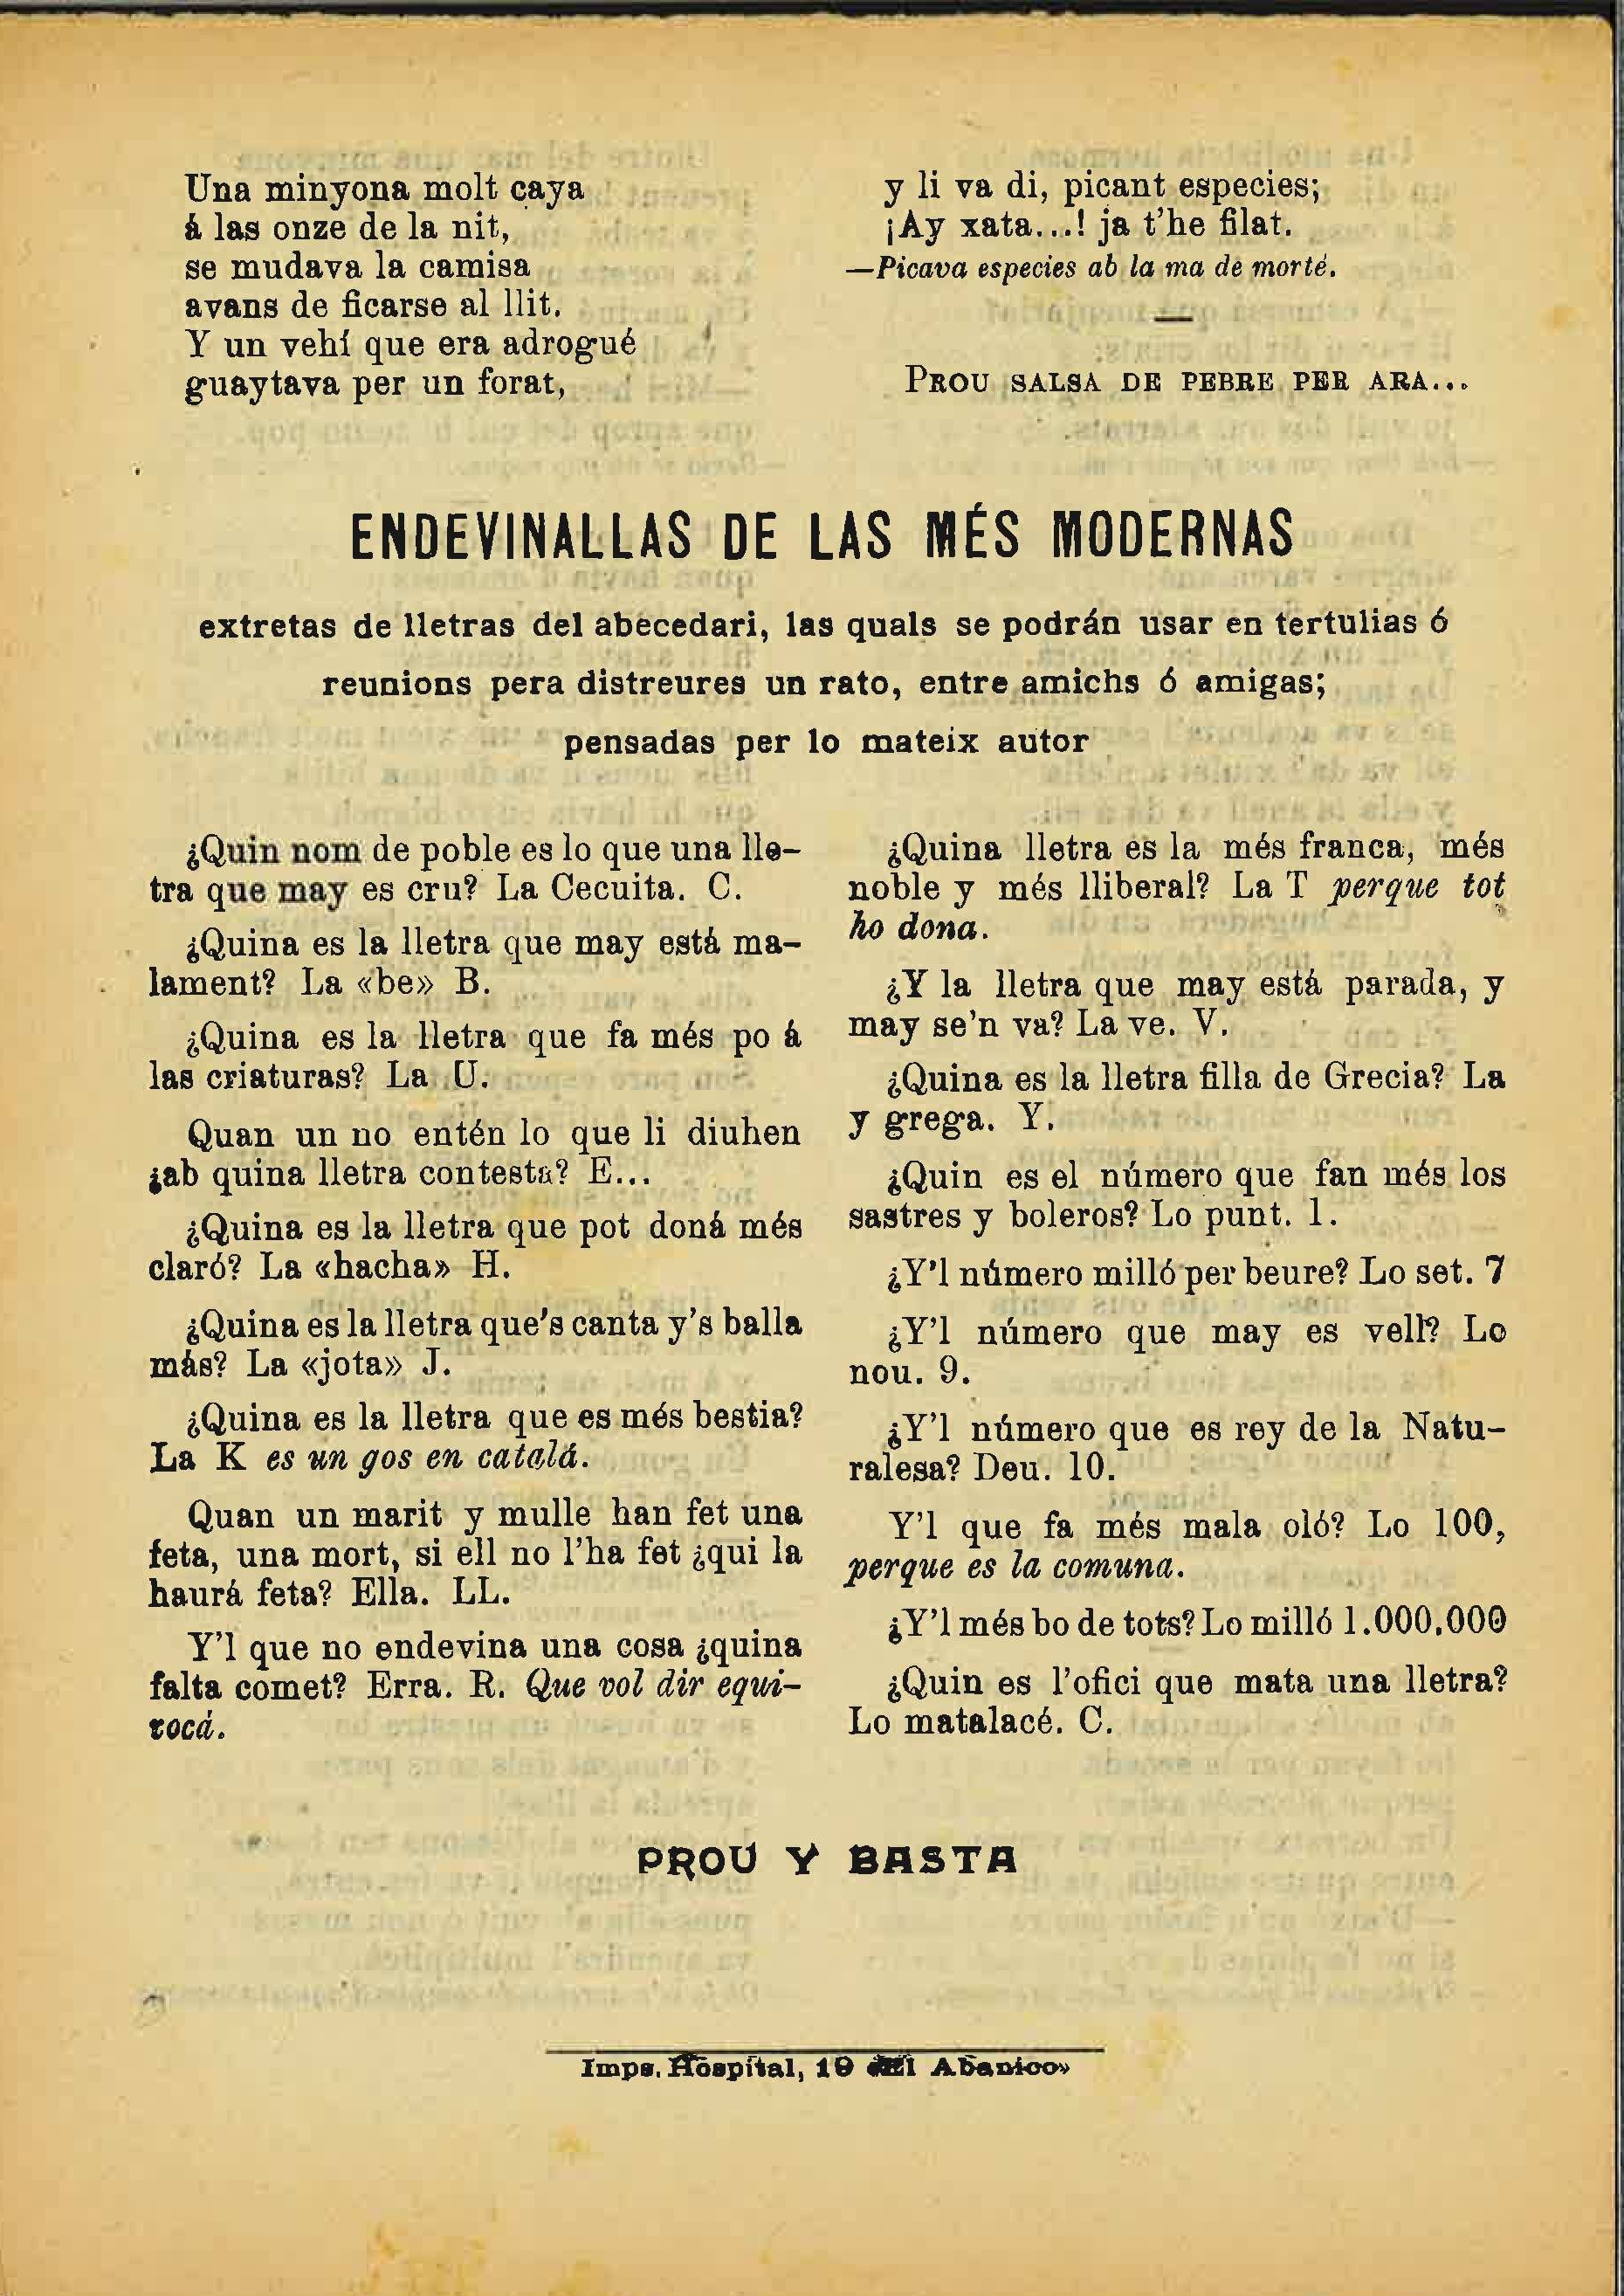 Una minyona molt caya
á las onze de la nit,
se mudava la camisa
avans de ficarse al llit.
Y un vehí que era adrogué
guaytava per un forat,
y li va di, picant especies;
¡Ay xata...! ja t'he filat.
—Picava especies ab la ma de morté.
PROU SALSA DE PEBRE PER ARA...
ENDEVINALLAS DE LAS MÉS MODERNAS
extretas de lletras del abecedari, las quals se podrán usar en tertulias ó
reunions pera distreures un rato, entre amichs ó amigas;
pensadas per lo mateix autor
¿Quin nom de poble es lo que una lle-
tra que may es cru? La Cecuita. C.
¿Quina es la lletra que may está ma-
lament? La «be» B.
¿Quina es la lletra que fa més po á
las criaturas? La U.
Quan un no entén lo que li diuhen
¿ab quina lletra contesta? E...
¿Quina es la lletra que pot doná més
claró? La «hacha» H.
¿Quina es la lletra que's canta y's balla
más? La «jota» J.
¿Quina es la lletra que es més bestia?
La K es un gos en catalá.
Quan un marit y mulle han fet una
feta, una mort, si ell no l'ha fet ¿qui la
haurá feta? Ella. LL.
Y'l que no endevina una cosa ¿quina
falta comet? Erra. R. Que vol dir equi-
vocá.
¿Quina lletra es la més franca, més
noble y més lliberal? La T perque tot
ho dona.
¿Y la lletra que may está parada, y
may se'n va? La ve. V.
¿Quina es la lletra filla de Grecia? La
y grega. Y.
¿Quin es el número que fan més los
sastres y boleros? Lo punt. 1.
¿Y'l número milló per beure? Lo set. 7
¿Y'l número que may es vell? Lo
nou. 9.
¿Y'l número que es rey de la Natu-
ralesa? Deu. 10.
Y'l que fa més mala oló? Lo 100,
perque es la comuna.
¿Y'l més bo de tots? Lo milló 1.000.000
¿Quin es l'ofici que mata una lletra?
Lo matalacé. C.
PROU Y BASTA
Imps. Hospital, 19 «El Abanico»